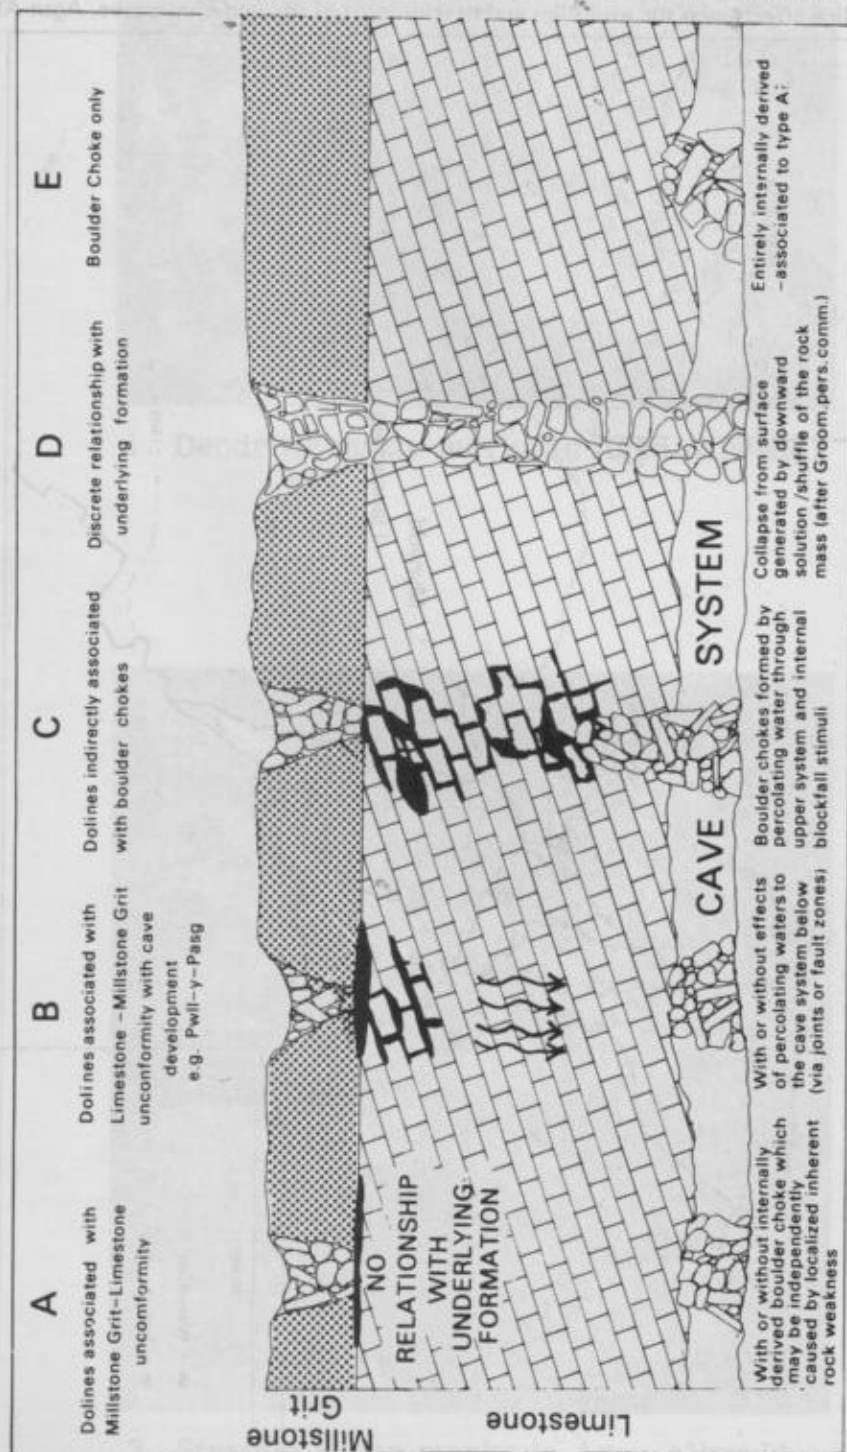 A
B
C
D
E
Dolines associated with
Millstone Grit-Limestone
uncomformity
Dolines associated with
Limestone - Millstone Grit
unconformity with cave
development
e.g. Pwll-y-Pasg
Dolines indirectly associated
with boulder chokes
Discrete relationship with
underlying formation
Boulder Choke only
Millstone
Grit
Limestone
NO
RELATIONSHIP
WITH
UNDERLYING
FORMATION
CAVE
SYSTEM
With or without internally
derived boulder choke which
may be independently
caused by localized inherent
rock weakness
With or without effects
of percolating waters to
the cave system below
(via joints or fault zones)
Boulder chokes formed by
percolating water through
upper system and internal
blockfall stimuli
Collapse from surface
generated by downward
solution /shuffle of the rock
mass (after Groom.pers.comm.)
Entirely internally derived
-associated to type A;